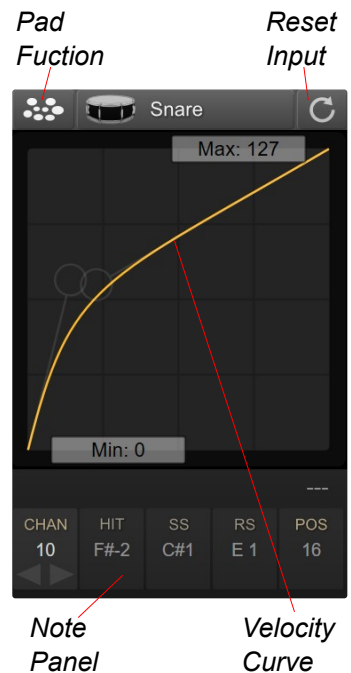 Pad
Fuction
Reset
Input
Snare
Max: 127
Min: 0
---
CHAN HIT SS RS POS
10 F#-2 C#1 E 1 16
Note
Panel
Velocity
Curve